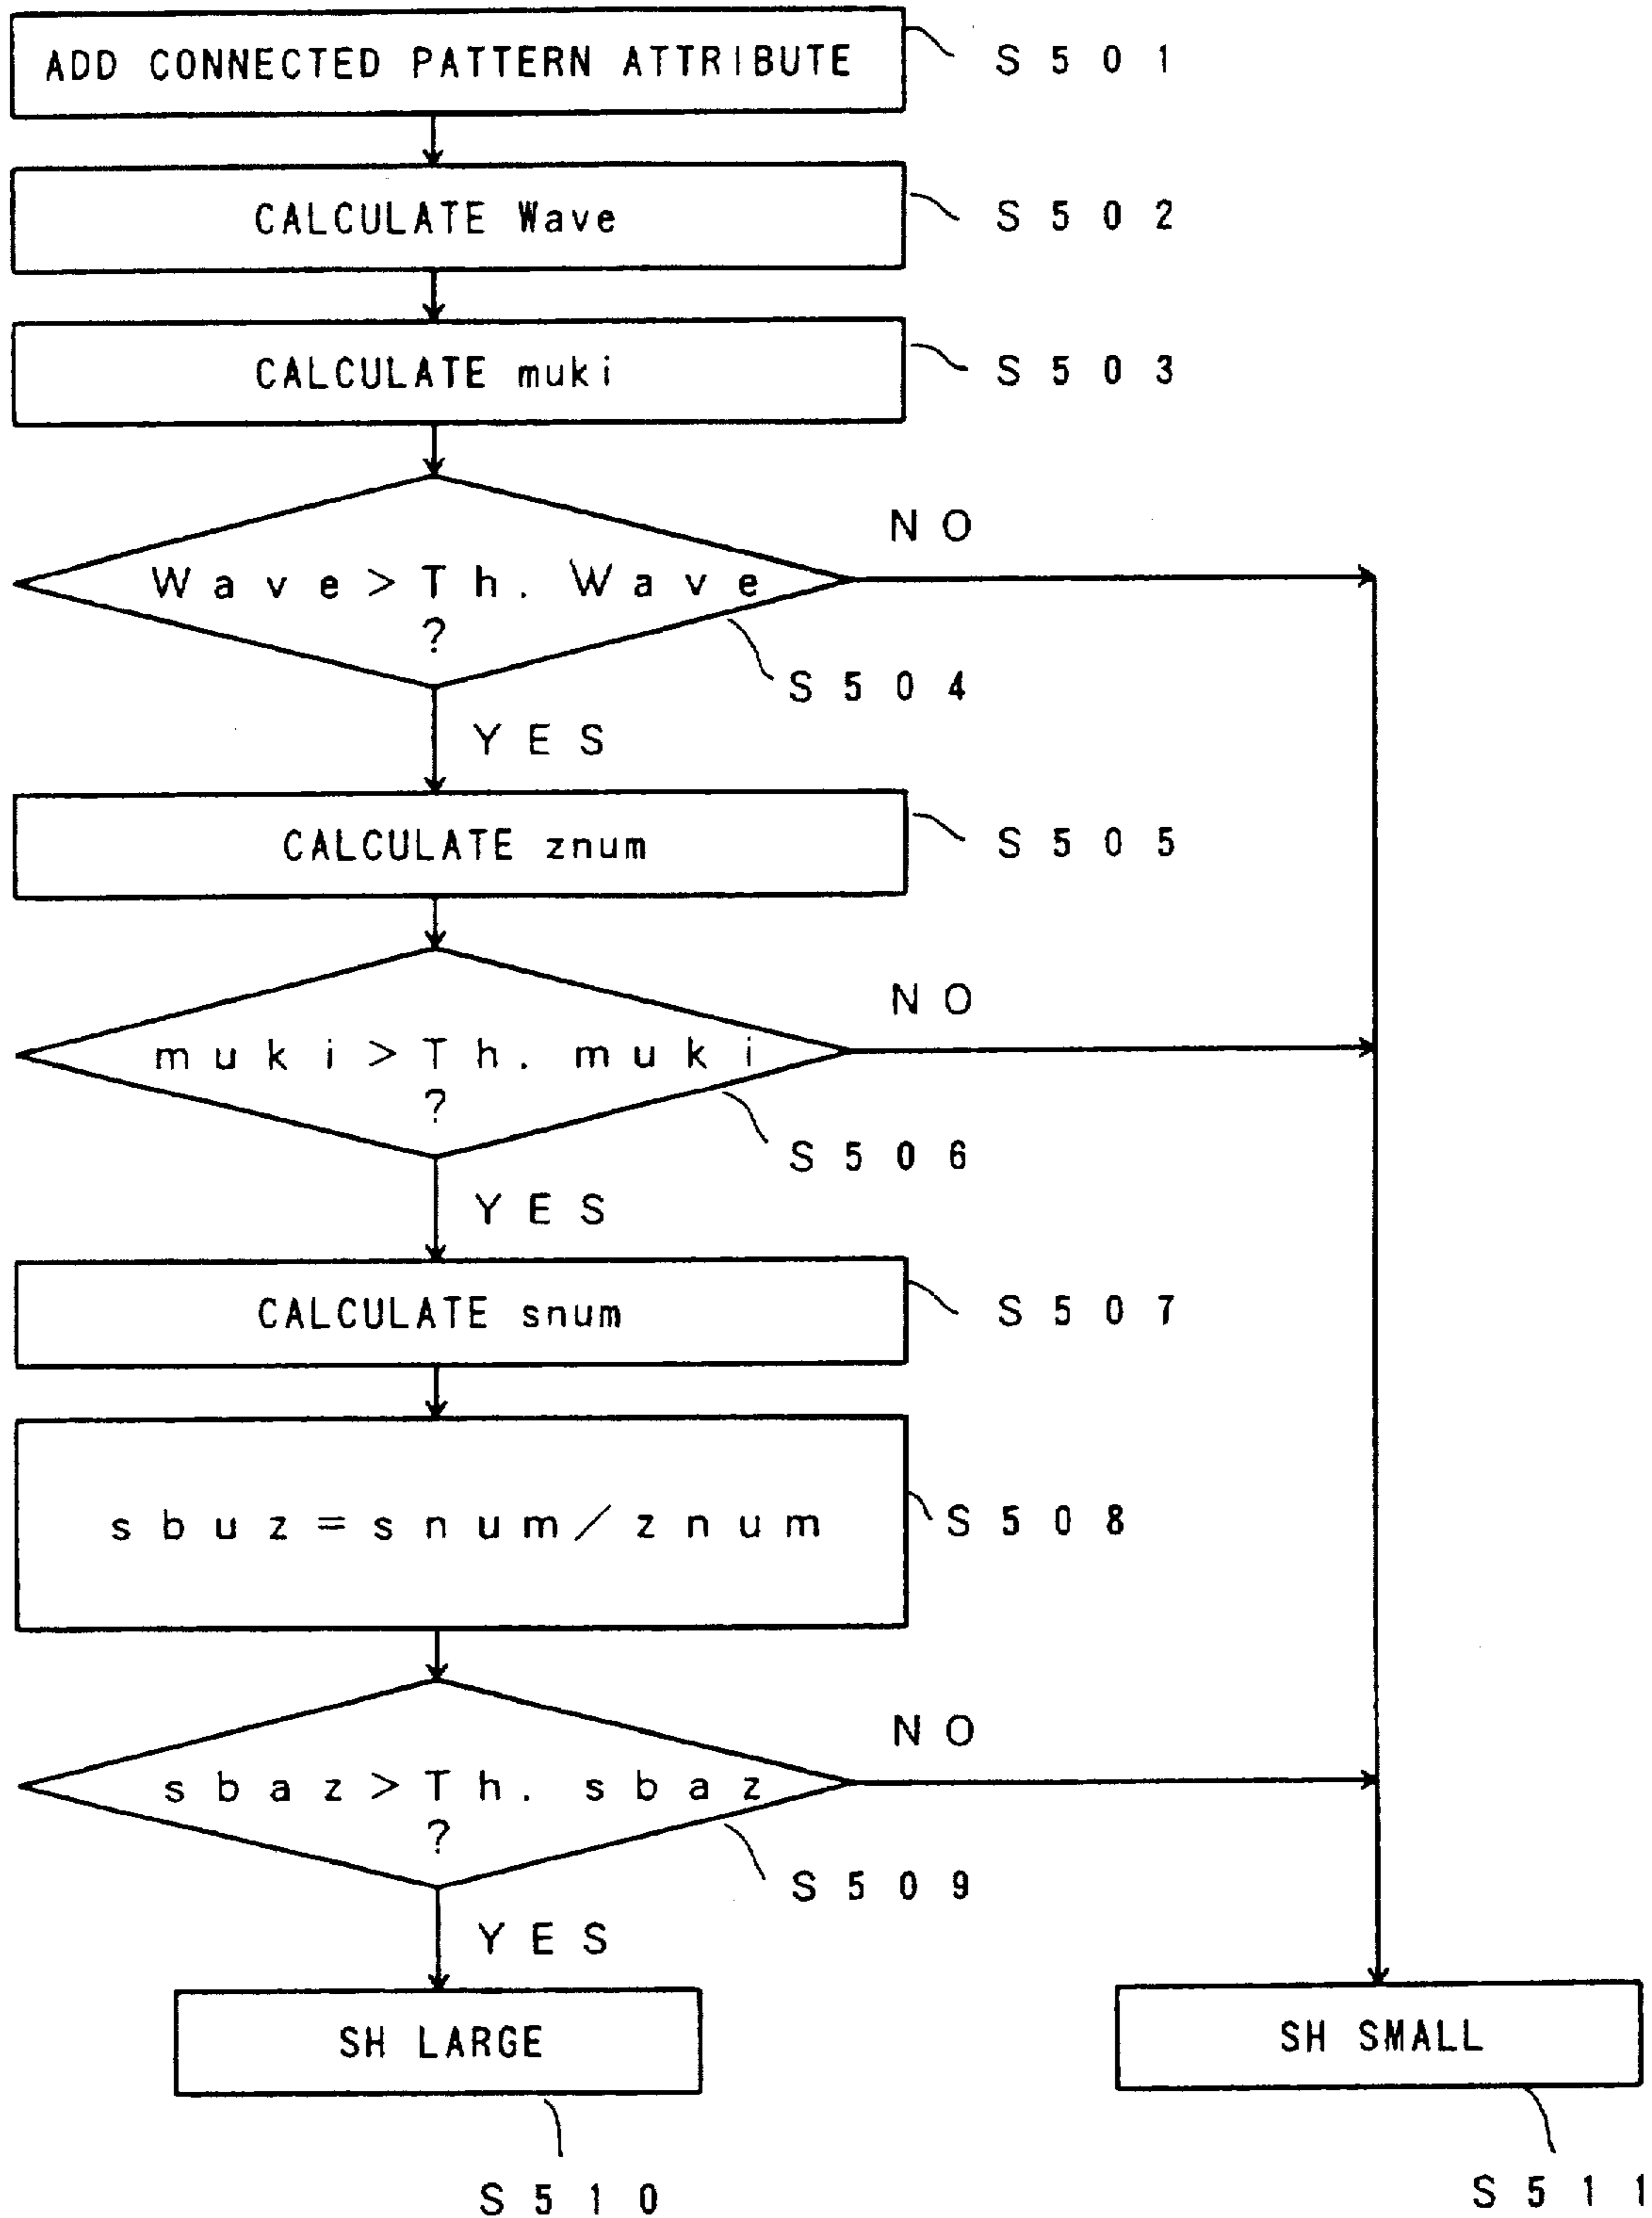 ADD CONNECTED PATTERN ATTRIBUTE
S501
CALCULATE Wave
S502
CALCULATE muki
S503
NO
Wave>Th. Wave
?
S504
YES
CALCULATE znum
S505
NO
muki>Th. muki
?
S506
YES
CALCULATE snum
S507
sbuz=snum/znum
S508
NO
sbaz>Th. sbaz
?
S509
YES
SH LARGE
SH SMALL
S510
S511